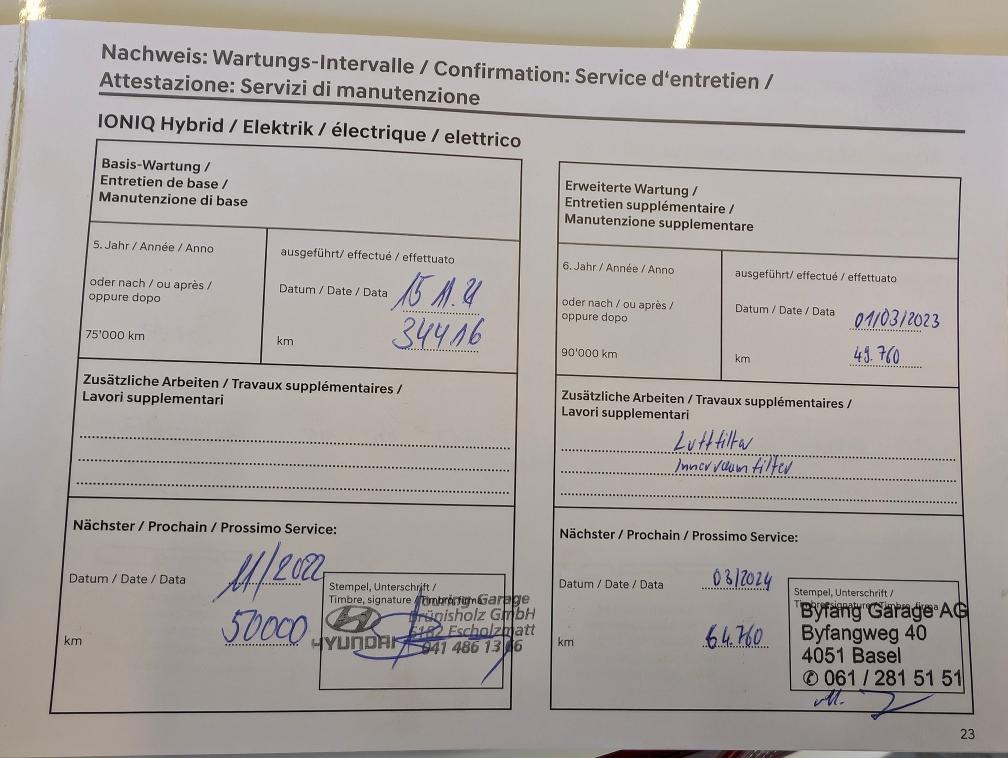 Nachweis: Wartungs-Intervalle / Confirmation: Service d'entretien /
Attestazione: Servizi di manutenzione
IONIQ Hybrid / Elektrik / électrique / elettrico
Basis-Wartung /
Entretien de base /
Manutenzione di base
5. Jahr / Année / Anno
oder nach / ou après /
oppure dopo
75'000 km
ausgeführt/ effectué / effettuato
Datum / Date / Data 15 11.21
km 34416
Zusätzliche Arbeiten / Travaux supplémentaires /
Lavori supplementari
Nächster / Prochain / Prossimo Service:
Datum / Date / Data 11/2022
km 50000
Stempel, Unterschrift /
Timbre, signature /
Garage
Brünisholz GmbH
6182 Escholzmatt
HYUNDAI 041 486 13
Erweiterte Wartung /
Entretien supplémentaire /
Manutenzione supplementare
6. Jahr / Année / Anno
oder nach / ou après /
oppure dopo
90'000 km
ausgeführt/ effectué / effettuato
Datum / Date / Data 01/03/2023
km 49.760
Zusätzliche Arbeiten / Travaux supplémentaires /
Lavori supplementari
Luftfilter
Innenraumfilter
Nächster / Prochain / Prossimo Service:
Datum / Date / Data 03/2024
km 64.760
Stempel, Unterschrift /
Timbre, signature / Timbro, firma
Byfang Garage AG
Byfangweg 40
4051 Basel
✆ 061 / 281 51 51
23